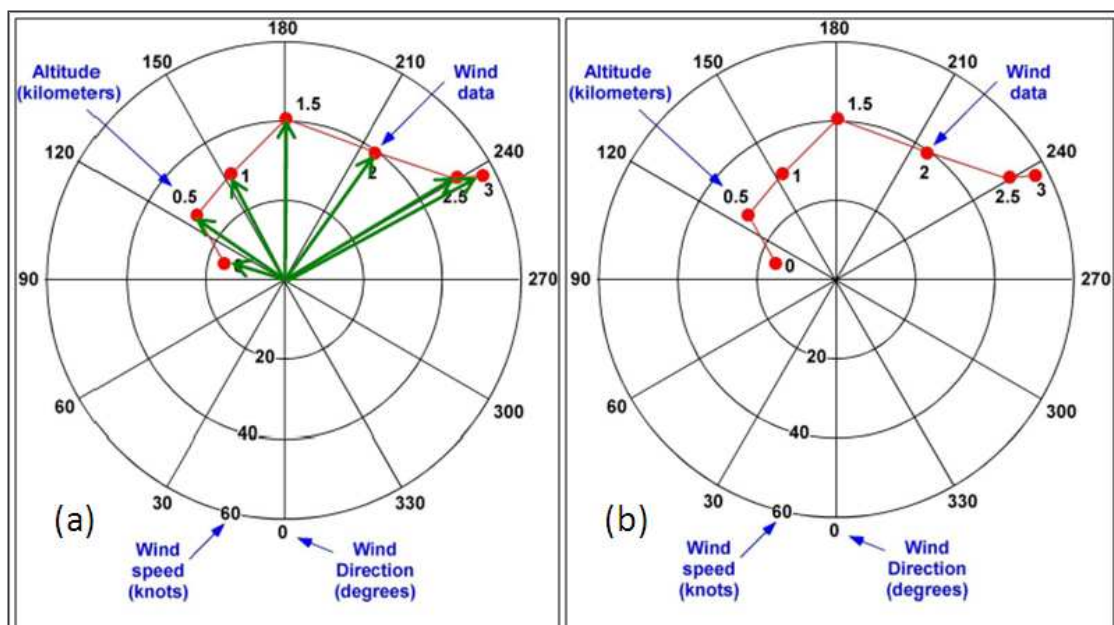 180
150
210
Altitude
(kilometers)
Wind
data
1.5
120
240
0.5
1
2
2.5
3
0
90
270
20
60
300
40
30
330
60
0
(a)
Wind
speed
(knots)
Wind
Direction
(degrees)
180
150
210
Altitude
(kilometers)
Wind
data
1.5
120
240
0.5
1
2
2.5
3
0
90
270
20
60
300
40
30
330
60
0
(b)
Wind
speed
(knots)
Wind
Direction
(degrees)